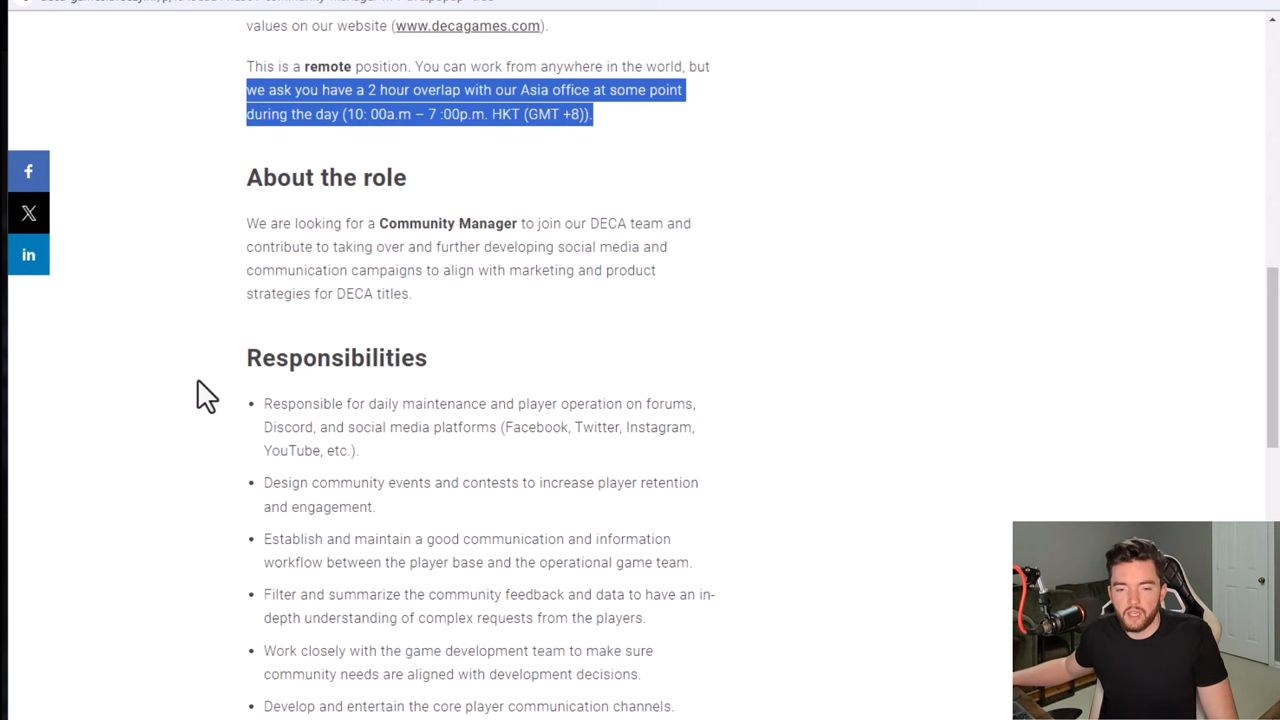 values on our website (www.decagames.com).
This is a remote position. You can work from anywhere in the world, but
we ask you have a 2 hour overlap with our Asia office at some point
during the day (10: 00a.m – 7 :00p.m. HKT (GMT +8)).
About the role
We are looking for a Community Manager to join our DECA team and
contribute to taking over and further developing social media and
communication campaigns to align with marketing and product
strategies for DECA titles.
Responsibilities
• Responsible for daily maintenance and player operation on forums,
Discord, and social media platforms (Facebook, Twitter, Instagram,
YouTube, etc.).
• Design community events and contests to increase player retention
and engagement.
• Establish and maintain a good communication and information
workflow between the player base and the operational game team.
• Filter and summarize the community feedback and data to have an in-
depth understanding of complex requests from the players.
• Work closely with the game development team to make sure
community needs are aligned with development decisions.
• Develop and entertain the core player communication channels.